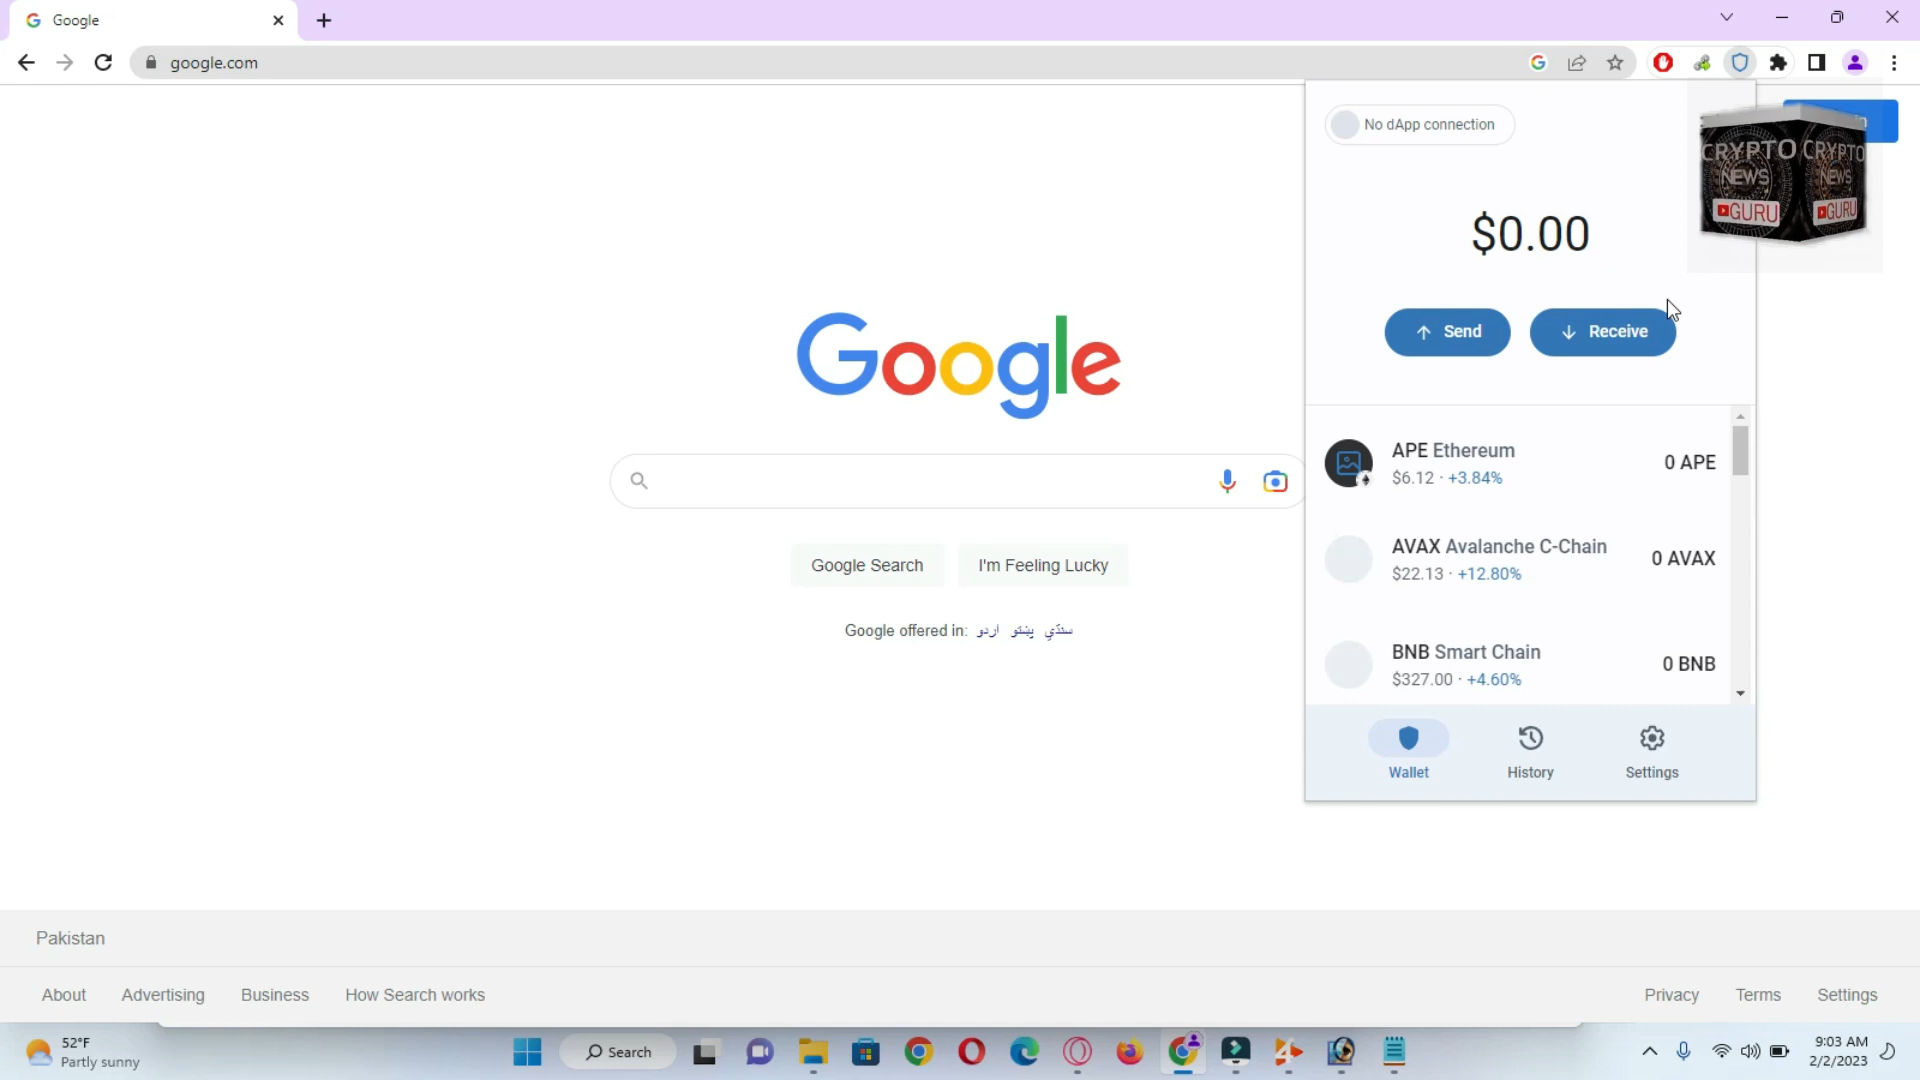 Google
google.com
No dApp connection
CRYPTO CRYPTO
NEWS NEWS
GURU GURU
$0.00
Send
Receive
Google
APE Ethereum
$6.12 · +3.84%
0 APE
AVAX Avalanche C-Chain
$22.13 · +12.80%
0 AVAX
BNB Smart Chain
$327.00 · +4.60%
0 BNB
Google Search
I'm Feeling Lucky
Google offered in: اردو پښتو سنڌي
Wallet
History
Settings
Pakistan
About
Advertising
Business
How Search works
Privacy
Terms
Settings
52°F
Partly sunny
Search
9:03 AM
2/2/2023